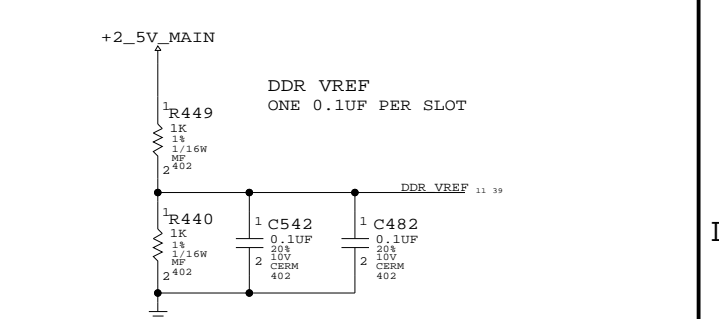 +2_5V_MAIN
DDR VREF
ONE 0.1UF PER SLOT
1
R449
1K
1%
1/16W
MF
402
2
DDR VREF 11 39
1
R440
1K
1%
1/16W
MF
402
2
1 C542
0.1UF
20%
10V
2
CERM
402
1 C482
0.1UF
20%
10V
2
CERM
402